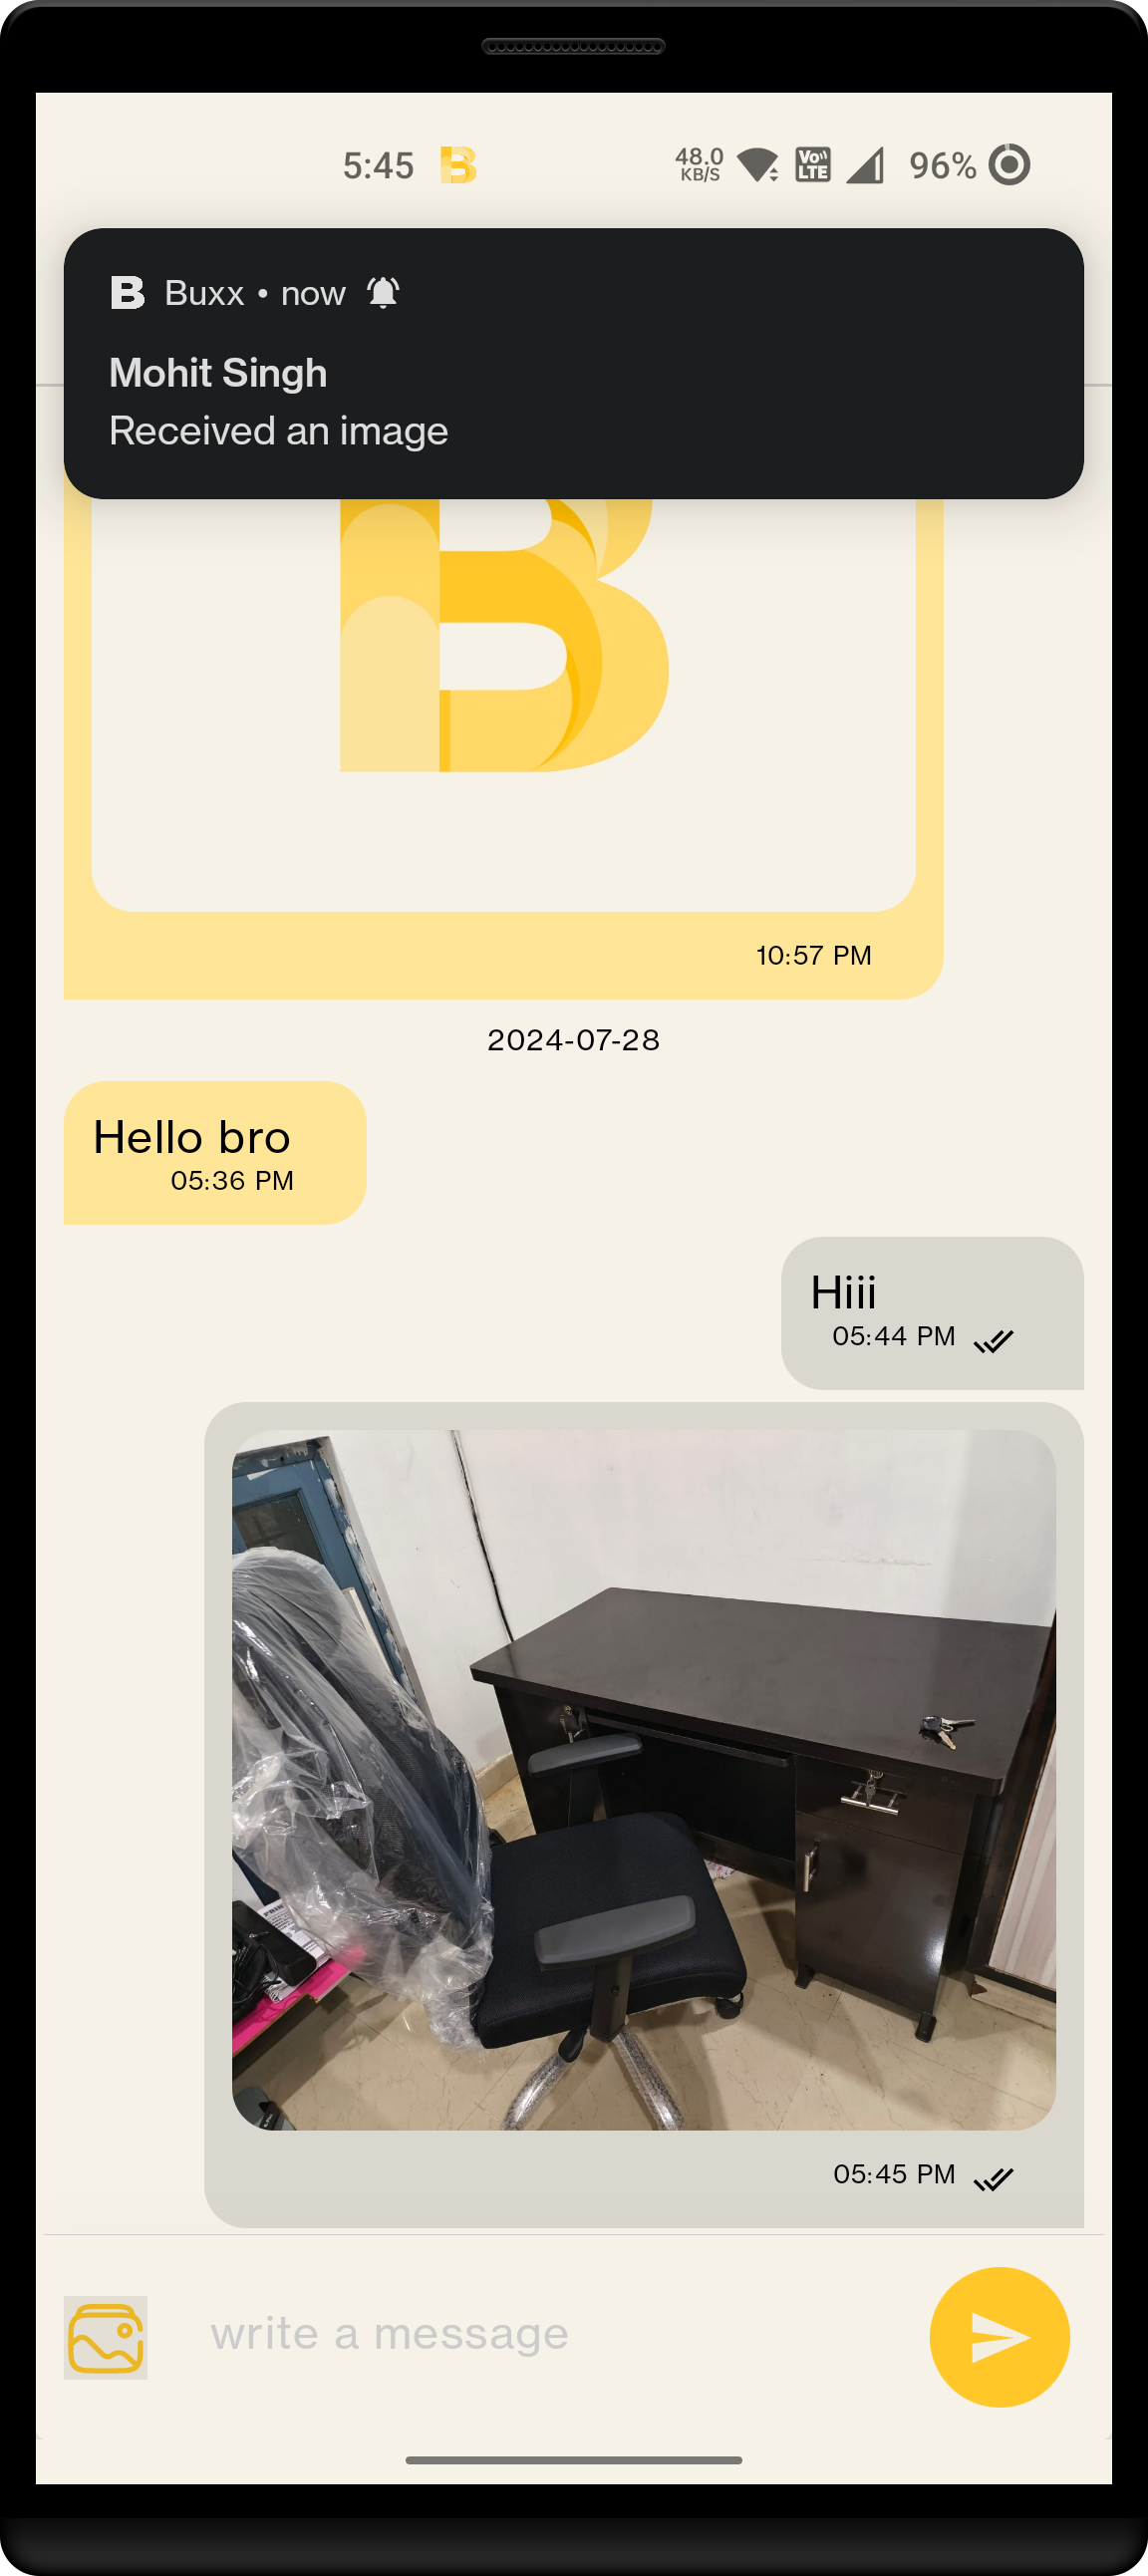 5:45 B 48.0 KB/S Vo LTE 96%
B Buxx • now
Mohit Singh
Received an image
B
10:57 PM
2024-07-28
Hello bro
05:36 PM
Hiii
05:44 PM
05:45 PM
write a message